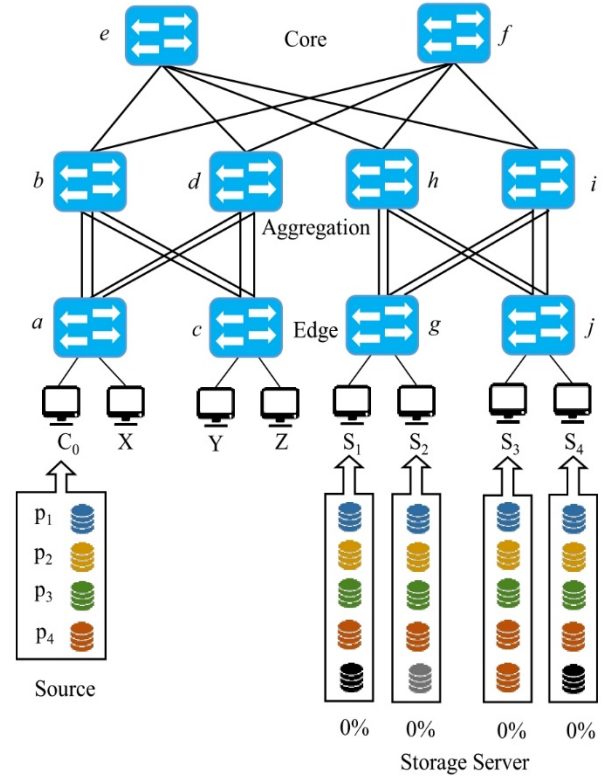 e Core f
b d h i
Aggregation
a c Edge g j
C₀ X Y Z S₁ S₂ S₃ S₄
p₁
p₂
p₃
p₄
Source
0% 0% 0% 0%
Storage Server